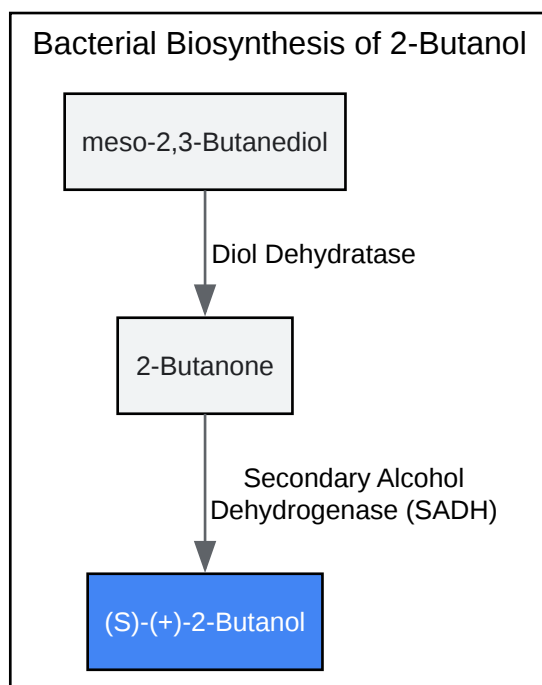 Bacterial Biosynthesis of 2-Butanol
meso-2,3-Butanediol
Diol Dehydratase
2-Butanone
Secondary Alcohol
Dehydrogenase (SADH)
(S)-(+)-2-Butanol